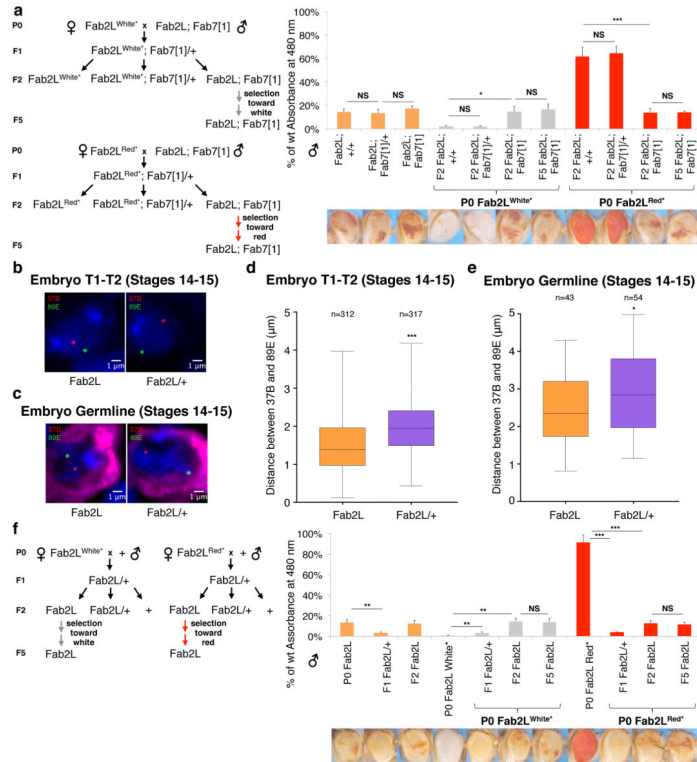 a
P0
♀ Fab2L^White* x Fab2L; Fab7[1] ♂
F1
Fab2L^White*; Fab7[1]/+
F2
Fab2L^White* Fab2L^White*; Fab7[1]/+ Fab2L; Fab7[1]
selection
toward
white
F5
Fab2L; Fab7[1]
P0
♀ Fab2L^Red* x Fab2L; Fab7[1] ♂
F1
Fab2L^Red*; Fab7[1]/+
F2
Fab2L^Red* Fab2L^Red*; Fab7[1]/+ Fab2L; Fab7[1]
selection
toward
red
F5
Fab2L; Fab7[1]
% of wt Absorbance at 480 nm
100%
80%
60%
40%
20%
0%
NS NS
*
NS NS
***
NS NS
♂
Fab2L; +/+
Fab2L; Fab7[1]/+
Fab2L; Fab7[1]
F2 Fab2L; +/+
F2 Fab2L; Fab7[1]/+
F2 Fab2L; Fab7[1]
F5 Fab2L; Fab7[1]
F2 Fab2L; +/+
F2 Fab2L; Fab7[1]/+
F2 Fab2L; Fab7[1]
F5 Fab2L; Fab7[1]
P0 Fab2L^White* P0 Fab2L^Red*
b
Embryo T1-T2 (Stages 14-15)
37B
89E
1 µm
37B
89E
1 µm
Fab2L Fab2L/+
c
Embryo Germline (Stages 14-15)
37B
89E
1 µm
37B
89E
1 µm
Fab2L Fab2L/+
d
Embryo T1-T2 (Stages 14-15)
Distance between 37B and 89E (µm)
5
4
3
2
1
0
n=312 n=317
***
Fab2L Fab2L/+
e
Embryo Germline (Stages 14-15)
Distance between 37B and 89E (µm)
5
4
3
2
1
0
n=43 n=54
*
Fab2L Fab2L/+
f
P0
♀ Fab2L^White* x + ♂ ♀ Fab2L^Red* x + ♂
F1
Fab2L/+ Fab2L/+
F2
Fab2L Fab2L/+ + Fab2L Fab2L/+ +
selection selection
toward toward
white red
F5
Fab2L Fab2L
% of wt Assorbance at 480 nm
100%
80%
60%
40%
20%
0%
**
**
**
NS
***
***
NS
♂
P0 Fab2L
F1 Fab2L/+
F2 Fab2L
P0 Fab2L White*
F1 Fab2L/+
F2 Fab2L
F5 Fab2L
P0 Fab2L Red*
F1 Fab2L/+
F2 Fab2L
F5 Fab2L
P0 Fab2L^White* P0 Fab2L^Red*